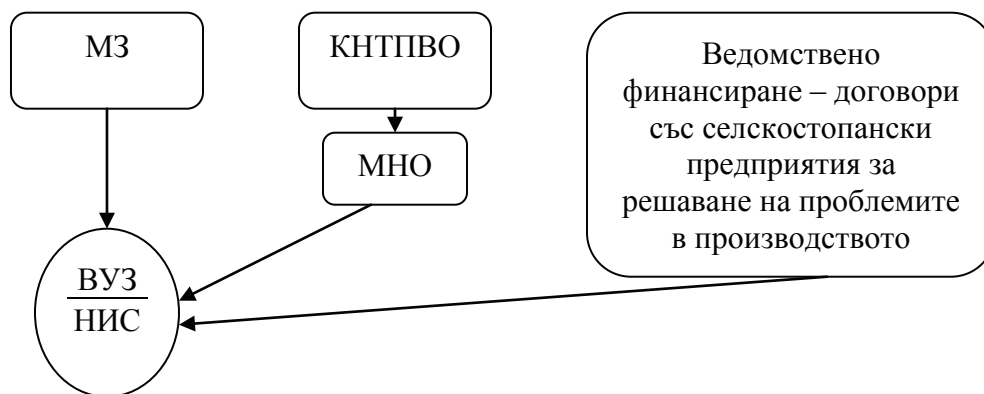 МЗ
КНТПВО
МНО
Ведомствено
финансиране – договори
със селскостопански
предприятия за
решаване на проблемите
в производството
ВУЗ
НИС